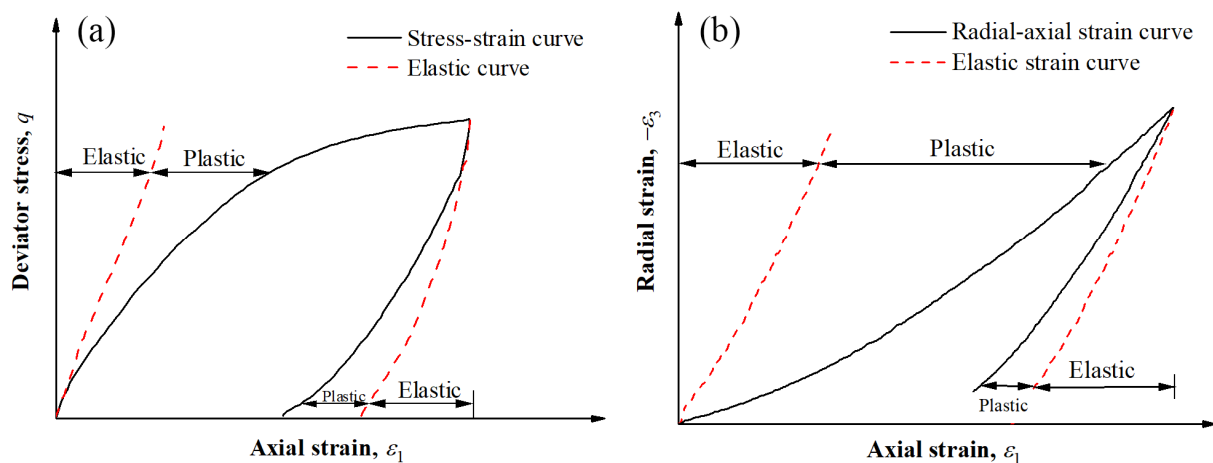 (a)
Stress-strain curve
Elastic curve
Deviator stress, q
Elastic
Plastic
Plastic
Elastic
Axial strain, ε1
(b)
Radial-axial strain curve
Elastic strain curve
Radial strain, −ε3
Elastic
Plastic
Elastic
Plastic
Axial strain, ε1